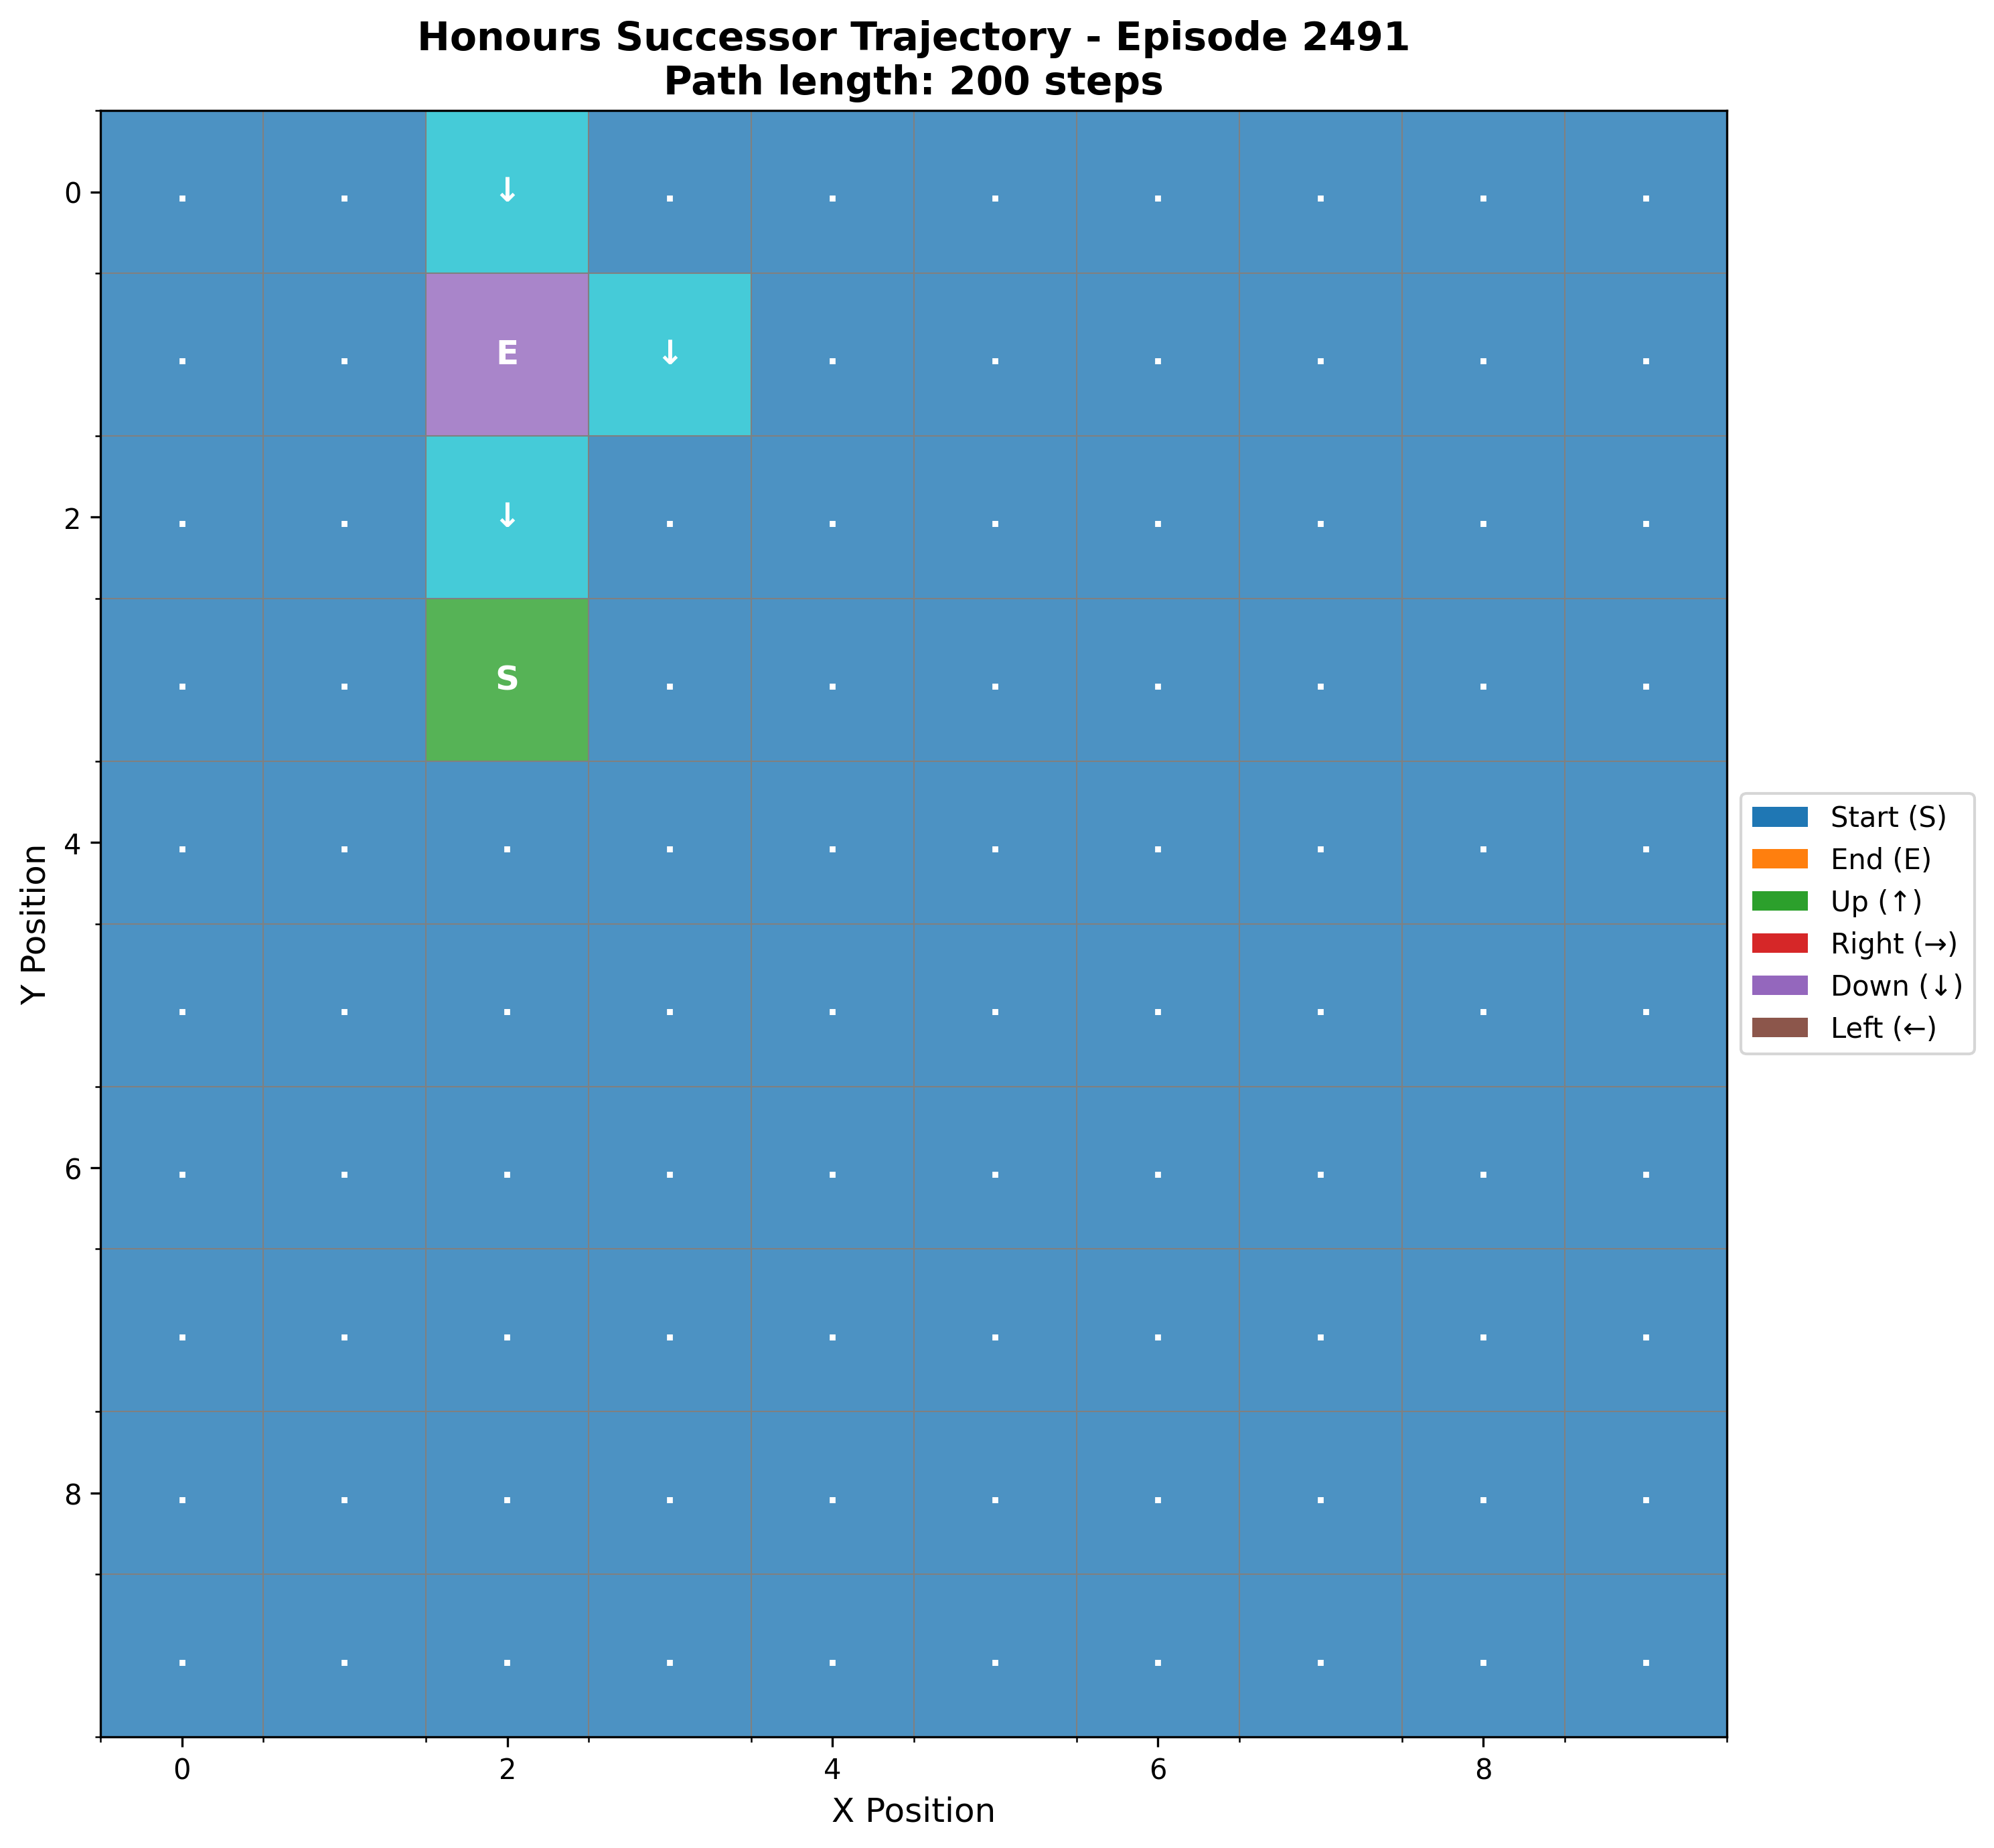 Honours Successor Trajectory - Episode 2491
Path length: 200 steps
0
↓
E
↓
2
↓
S
4
6
8
0 2 4 6 8
X Position
Y Position
Start (S)
End (E)
Up (↑)
Right (→)
Down (↓)
Left (←)